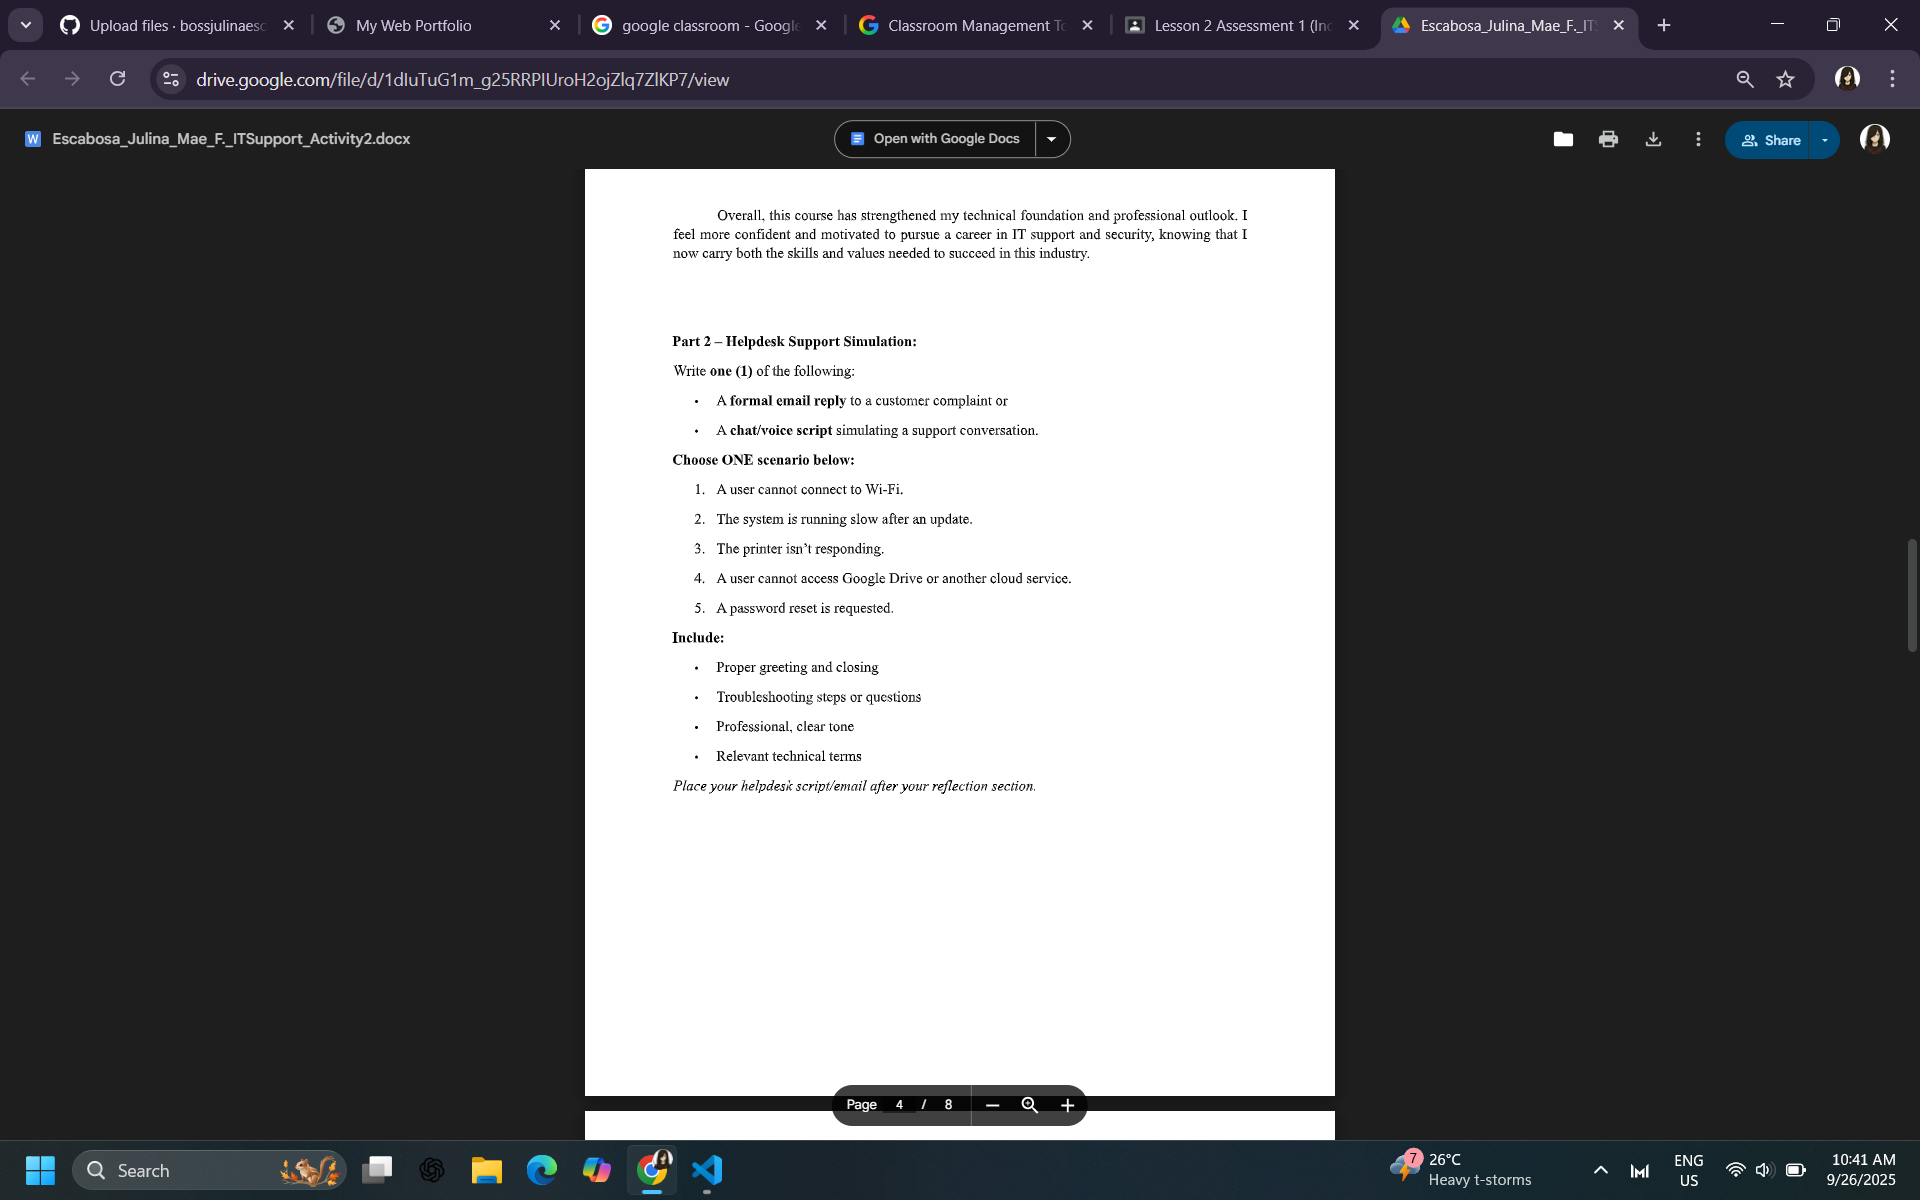 Upload files · bossjulinaesc
My Web Portfolio
google classroom - Google
Classroom Management To
Lesson 2 Assessment 1 (Ind
Escabosa_Julina_Mae_F._ITS
drive.google.com/file/d/1dIuTuG1m_g25RRPIUroH2ojZlq7ZlKP7/view
Escabosa_Julina_Mae_F._ITSupport_Activity2.docx
Open with Google Docs
Share
Overall, this course has strengthened my technical foundation and professional outlook. I
feel more confident and motivated to pursue a career in IT support and security, knowing that I
now carry both the skills and values needed to succeed in this industry.
Part 2 – Helpdesk Support Simulation:
Write one (1) of the following:
• A formal email reply to a customer complaint or
• A chat/voice script simulating a support conversation.
Choose ONE scenario below:
1. A user cannot connect to Wi-Fi.
2. The system is running slow after an update.
3. The printer isn’t responding.
4. A user cannot access Google Drive or another cloud service.
5. A password reset is requested.
Include:
• Proper greeting and closing
• Troubleshooting steps or questions
• Professional, clear tone
• Relevant technical terms
Place your helpdesk script/email after your reflection section.
Page 4 / 8
Search
7
26°C
Heavy t-storms
ENG
US
10:41 AM
9/26/2025